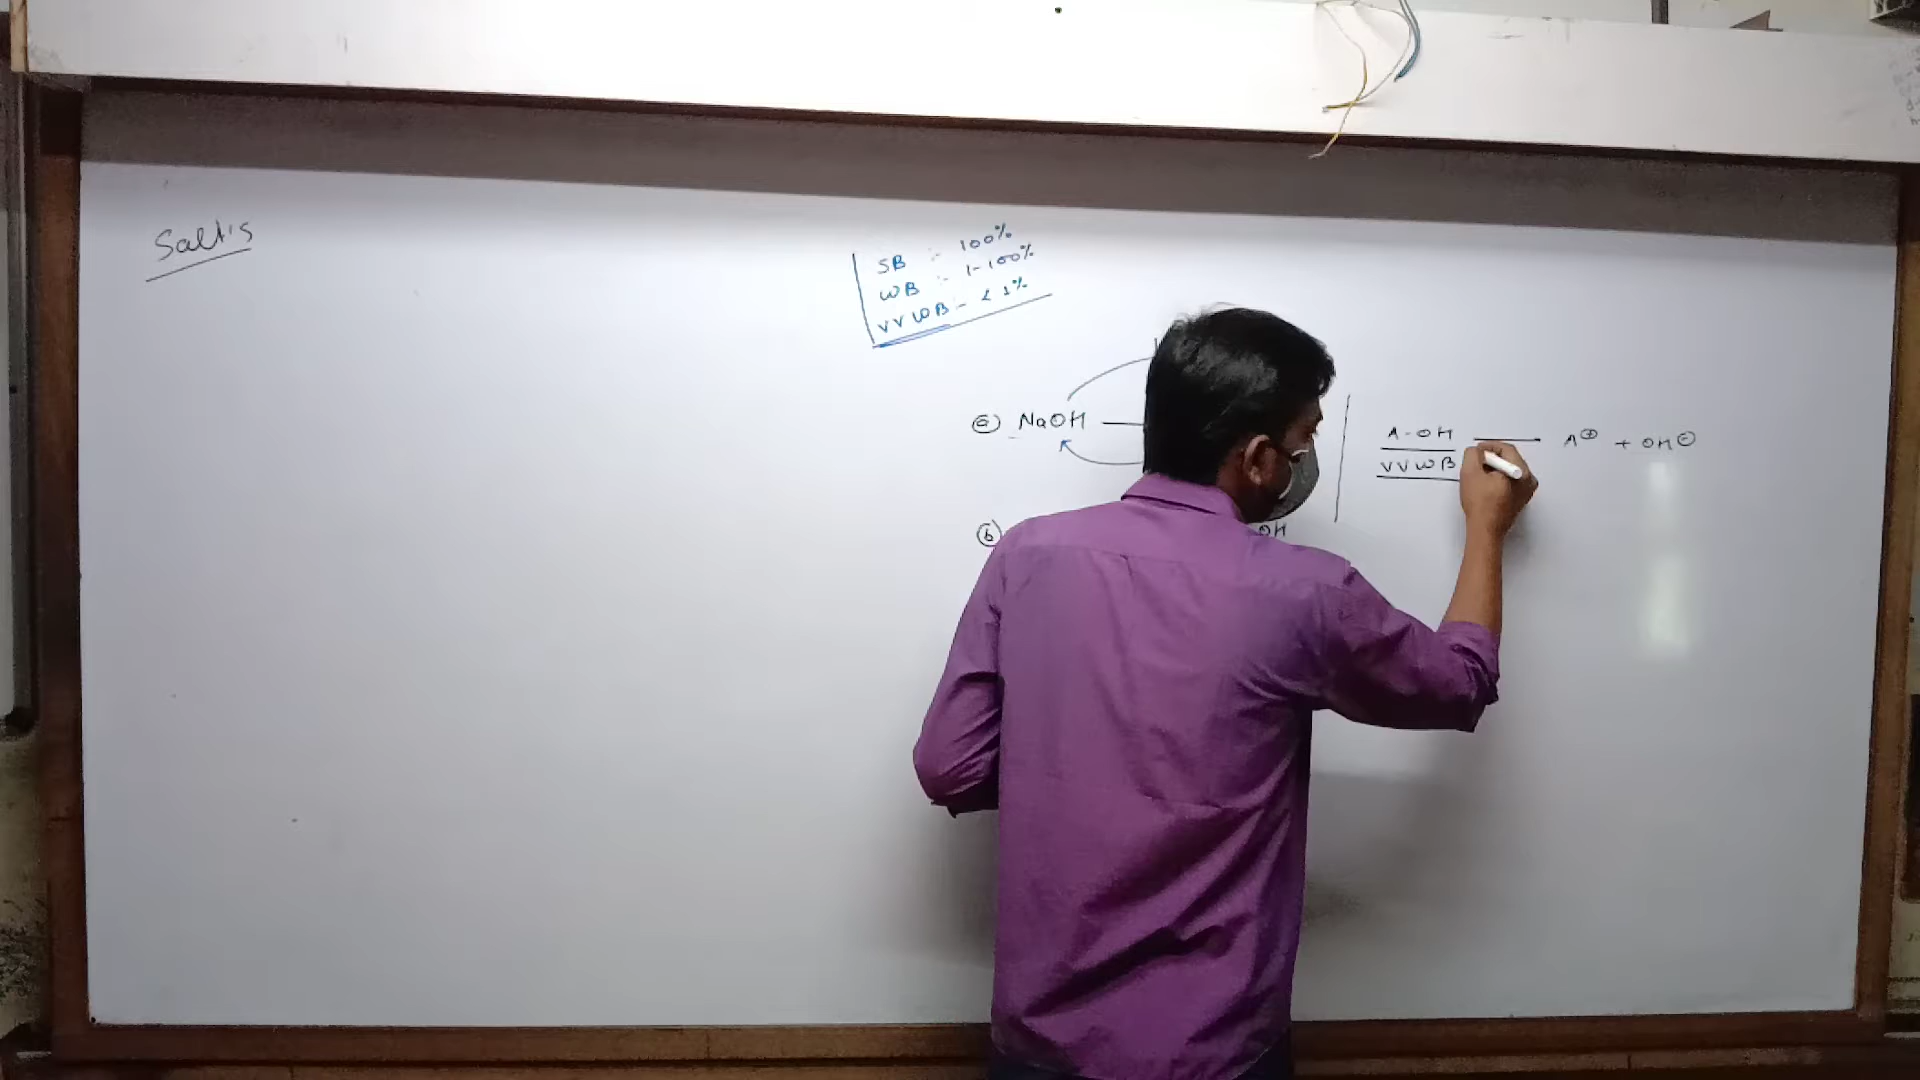 Salt's
SB :- 100%
WB :- 1-100%
VVWB - < 1%
(a) NaOH
A-OH A⊕ + OH⊖
VVWB
(b) OH